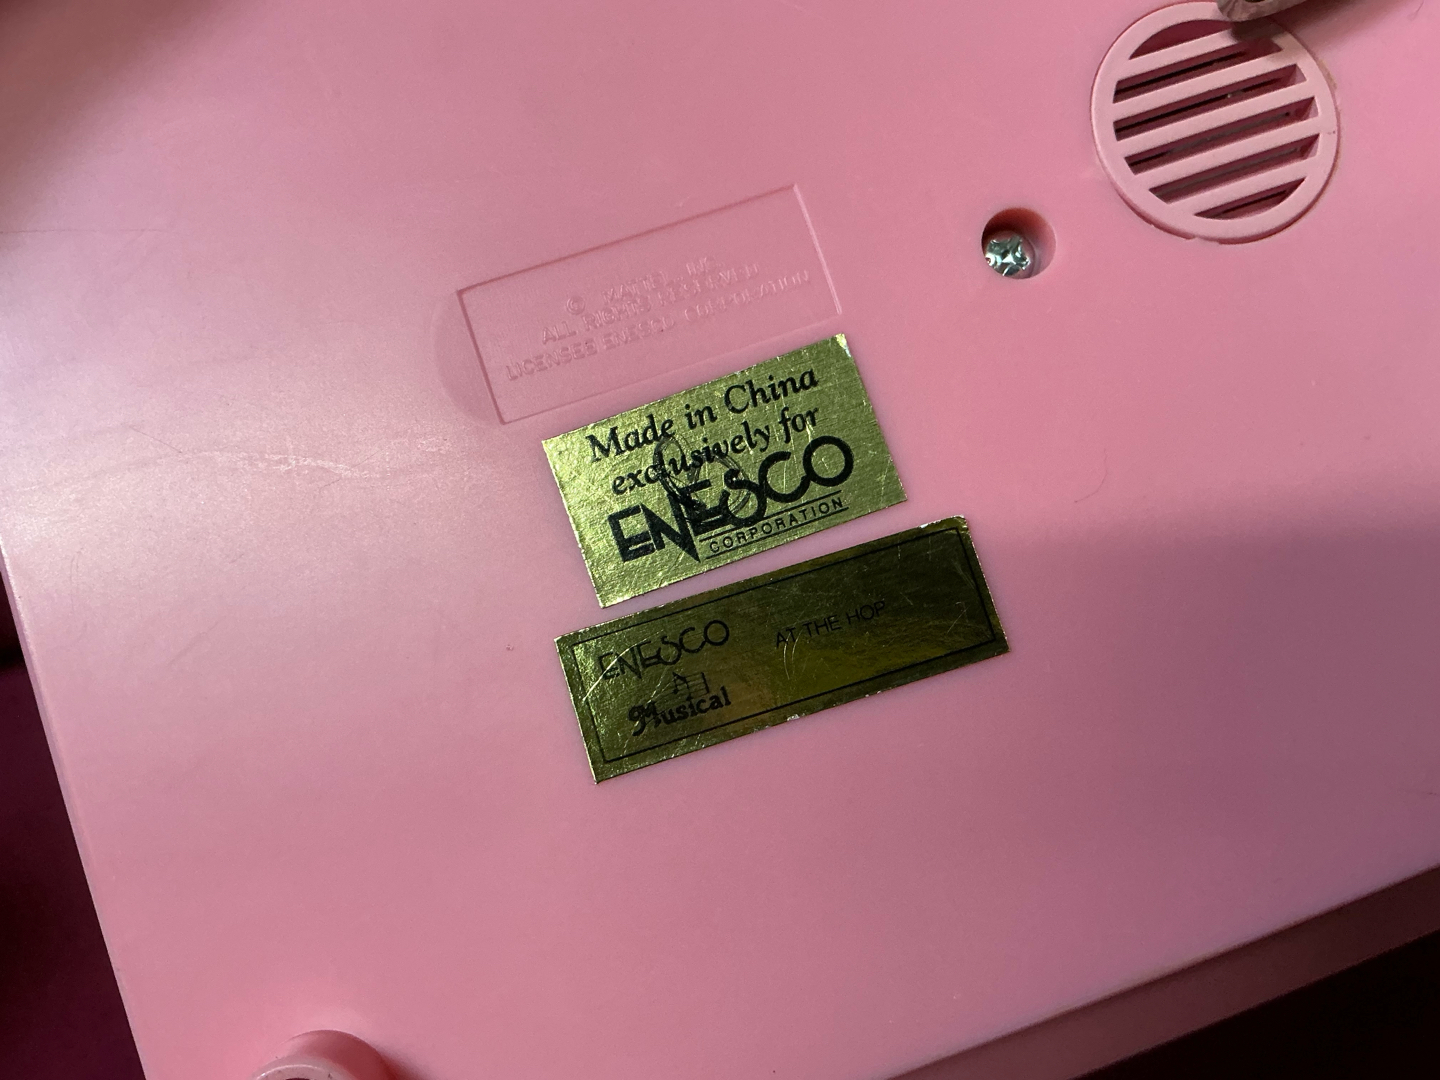 © MATTEL, INC.
ALL RIGHTS RESERVED
LICENSEE ENESCO CORPORATION
Made in China
exclusively for
ENESCO
CORPORATION
ENESCO
Musical
AT THE HOP